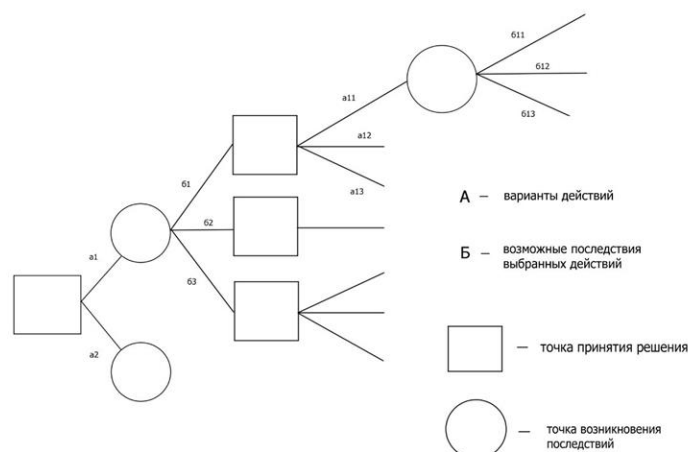 б11
б12
б13
а11
а12
а13
б1
б2
б3
а1
а2
А – варианты действий
Б – возможные последствия
выбранных действий
– точка принятия решения
– точка возникновения
последствий